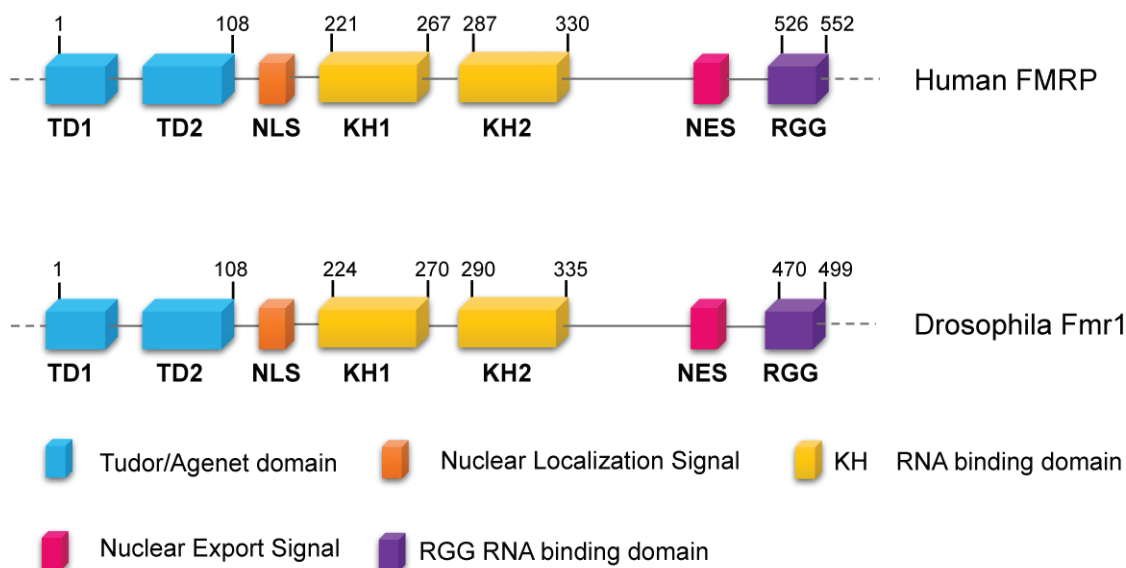 1 108 221 267 287 330 526 552
Human FMRP
TD1 TD2 NLS KH1 KH2 NES RGG
1 108 224 270 290 335 470 499
Drosophila Fmr1
TD1 TD2 NLS KH1 KH2 NES RGG
Tudor/Agenet domain Nuclear Localization Signal KH RNA binding domain
Nuclear Export Signal RGG RNA binding domain